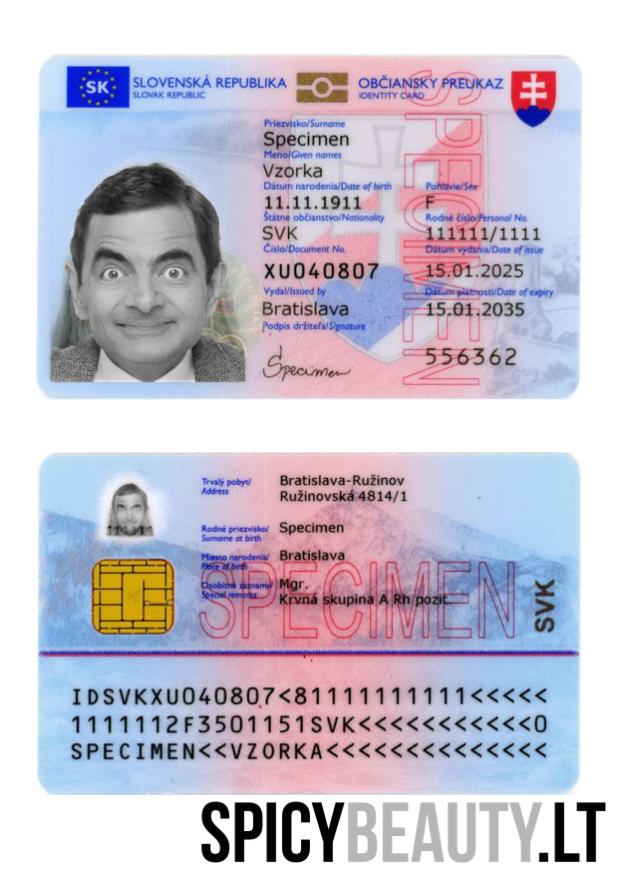 SK SLOVENSKÁ REPUBLIKA OBČIANSKY PREUKAZ
SLOVAK REPUBLIC IDENTITY CARD
SPECIMEN
Priezvisko/Surname
Specimen
Meno/Given names
Vzorka
Dátum narodenia/Date of birth Pohlavie/Sex
11.11.1911 F
Štátne občianstvo/Nationality Rodné číslo/Personal No.
SVK 111111/1111
Číslo/Document No. Dátum vydania/Date of issue
XU040807 15.01.2025
Vydal/Issued by Dátum platnosti/Date of expiry
Bratislava 15.01.2035
Podpis držiteľa/Signature
Specimen 556362
Trvalý pobyt/ Bratislava-Ružinov
Address Ružinovská 4814/1
Rodné priezvisko/ Specimen
Surname at birth
Miesto narodenia/ Bratislava
Place of birth
Osobitné záznamy/ Mgr.
Special remarks Krvná skupina A Rh pozit.
SPECIMEN
SVK
IDSVKXU040807<81111111111<<<<<
1111112F3501151SVK<<<<<<<<<<<0
SPECIMEN<<VZORKA<<<<<<<<<<<<<<
SPICYBEAUTY.LT